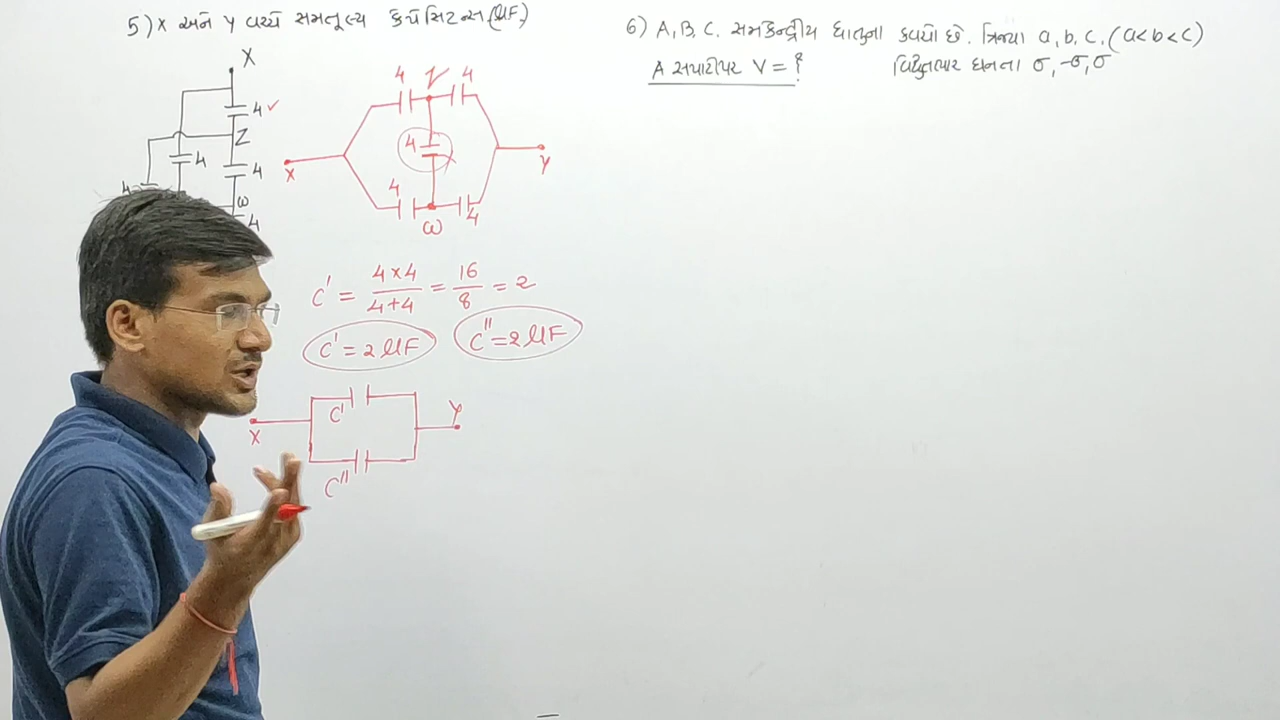 5) X અને Y વચ્ચે સમતૂલ્ય કેપેસિટન્સ (μF)
X
4 ✓
Z
4
4
W
4
4
4 Z 4
4
X
Y
4
4
W
C' = 4×4 / 4+4 = 16 / 8 = 2
C' = 2 μF
C'' = 2 μF
X
C'
Y
C''
6) A, B, C. સમકેન્દ્રીય ધાતુના કવચો છે. ત્રિજ્યા a, b, c. (a<b<c)
A સપાટીપર V = ?
વિદ્યુતભાર ઘનતા σ, -σ, σ